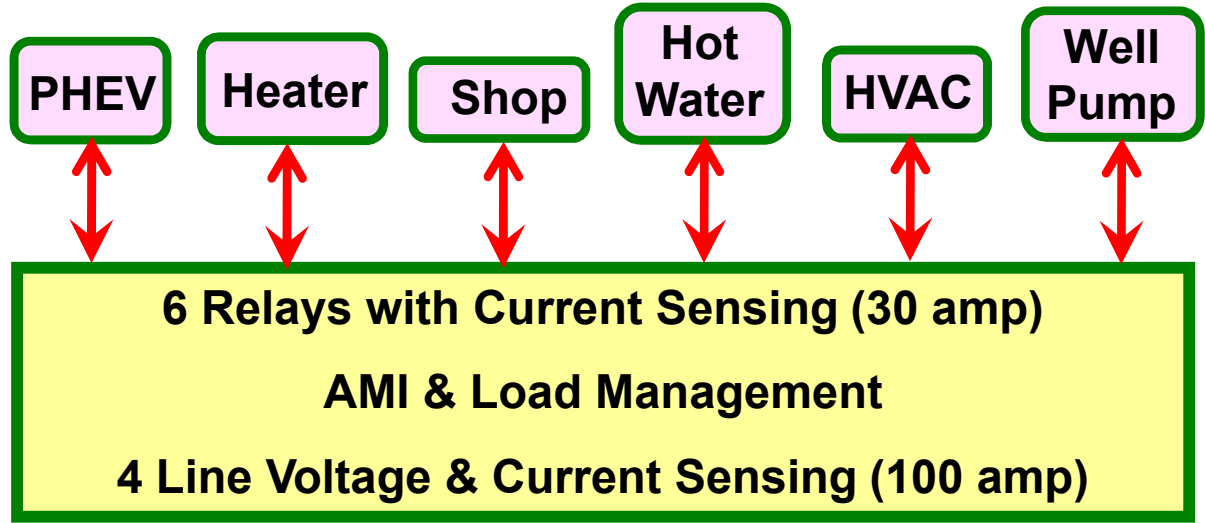 PHEV
Heater
Shop
Hot
Water
HVAC
Well
Pump
6 Relays with Current Sensing (30 amp)
AMI & Load Management
4 Line Voltage & Current Sensing (100 amp)